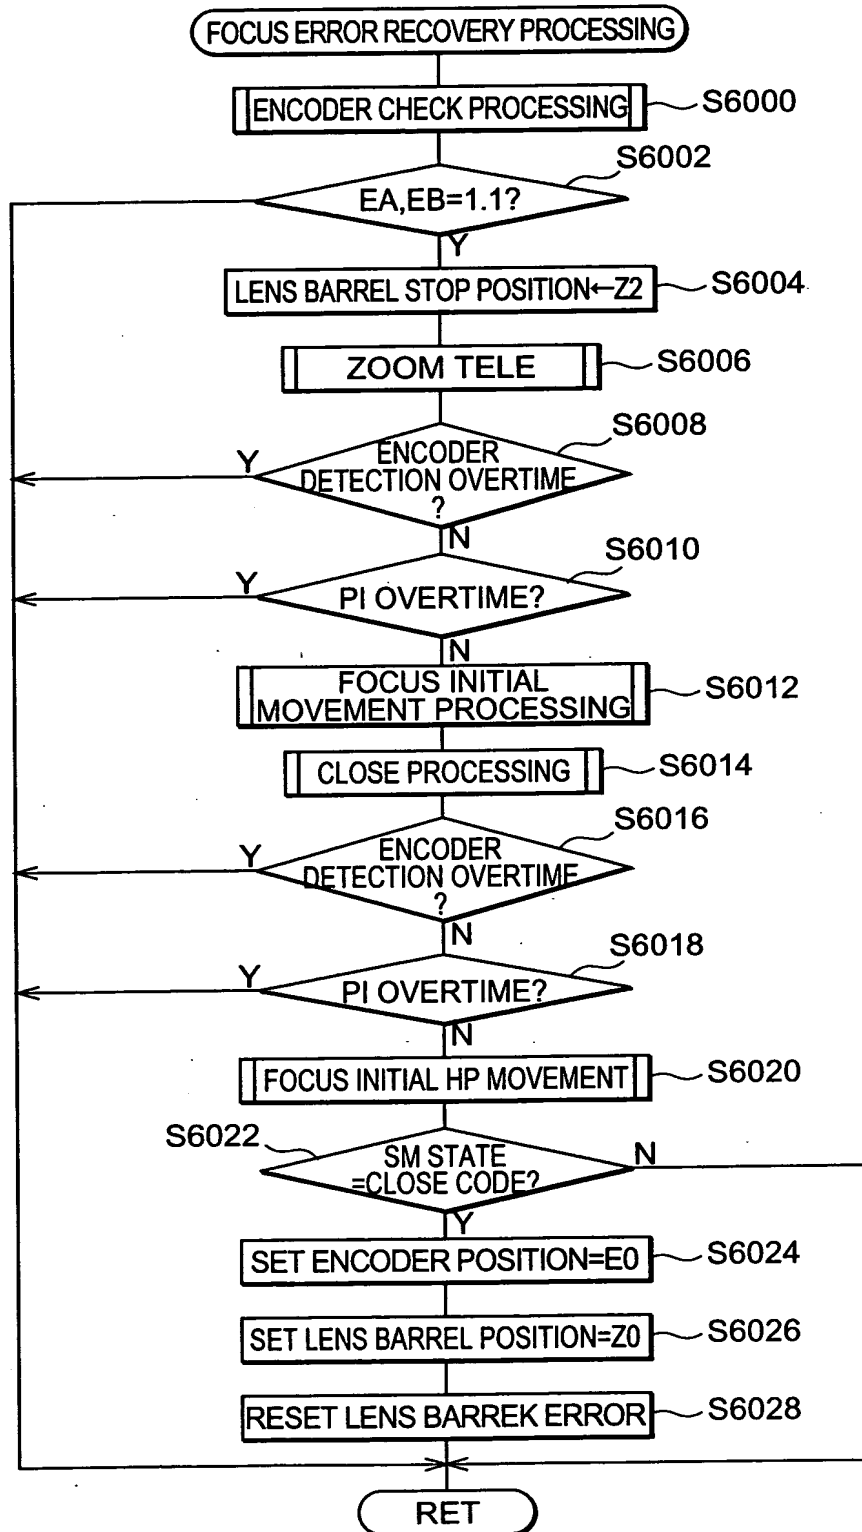 FOCUS ERROR RECOVERY PROCESSING
ENCODER CHECK PROCESSING
S6000
S6002
EA,EB=1.1?
Y
LENS BARREL STOP POSITION←Z2
S6004
ZOOM TELE
S6006
S6008
Y
ENCODER
DETECTION OVERTIME
?
N
S6010
Y
PI OVERTIME?
N
FOCUS INITIAL
MOVEMENT PROCESSING
S6012
CLOSE PROCESSING
S6014
S6016
Y
ENCODER
DETECTION OVERTIME
?
N
S6018
Y
PI OVERTIME?
N
FOCUS INITIAL HP MOVEMENT
S6020
S6022
SM STATE
=CLOSE CODE?
N
Y
SET ENCODER POSITION=E0
S6024
SET LENS BARREL POSITION=Z0
S6026
RESET LENS BARREK ERROR
S6028
RET